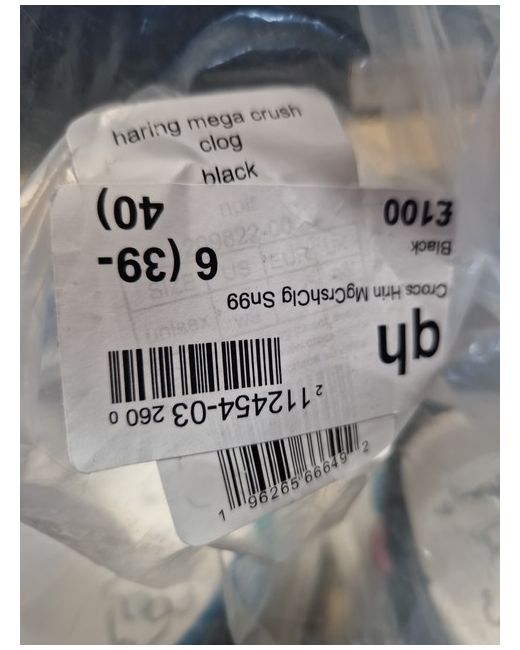 haring mega crush
clog
black
noir
£100
40)
Black
6 (39-
Crocs Hrin MgCrshClg Sn99
2 112454-03 260 0
1 96265 66649 2